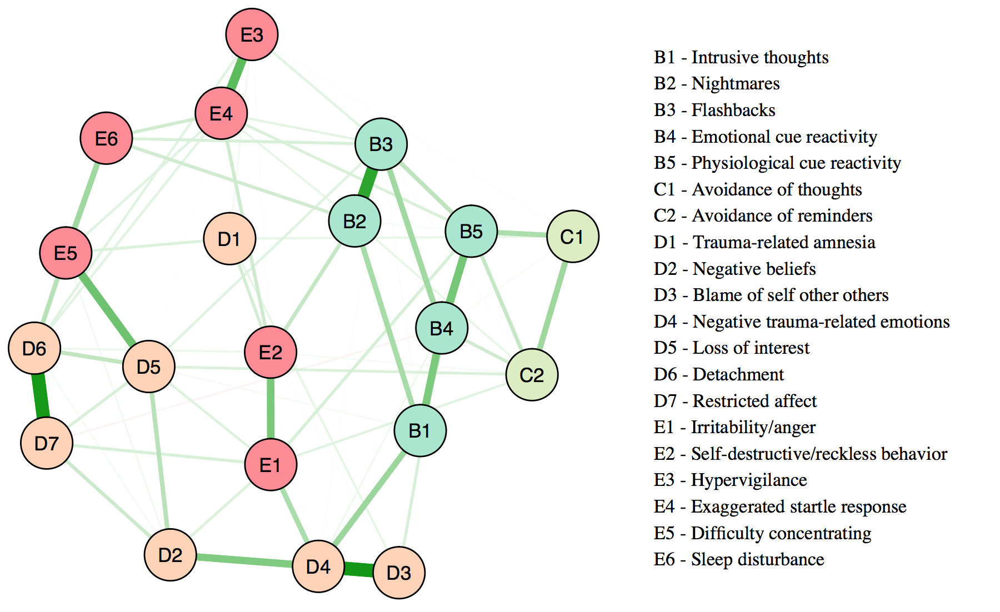 E3
E4
E6
B3
B2
B5
C1
D1
E5
B4
D6
E2
D5
C2
D7
B1
E1
D2
D4
D3
B1 - Intrusive thoughts
B2 - Nightmares
B3 - Flashbacks
B4 - Emotional cue reactivity
B5 - Physiological cue reactivity
C1 - Avoidance of thoughts
C2 - Avoidance of reminders
D1 - Trauma-related amnesia
D2 - Negative beliefs
D3 - Blame of self other others
D4 - Negative trauma-related emotions
D5 - Loss of interest
D6 - Detachment
D7 - Restricted affect
E1 - Irritability/anger
E2 - Self-destructive/reckless behavior
E3 - Hypervigilance
E4 - Exaggerated startle response
E5 - Difficulty concentrating
E6 - Sleep disturbance